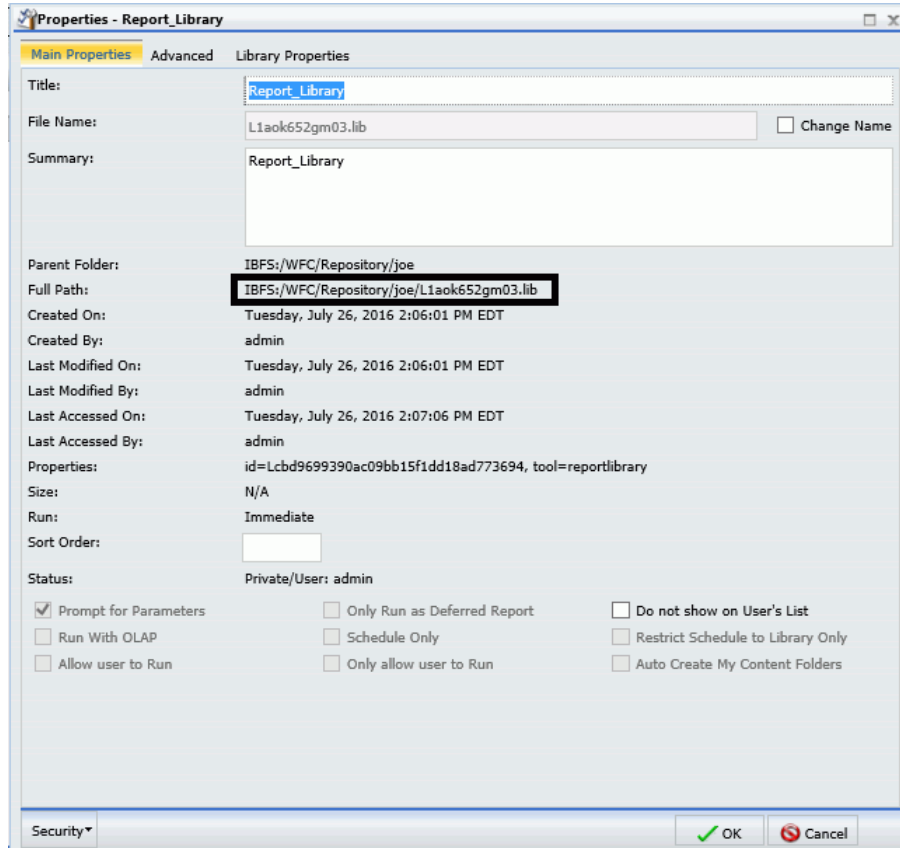 Properties - Report_Library
Main Properties Advanced Library Properties
Title: Report_Library
File Name: L1aok652gm03.lib Change Name
Summary: Report_Library
Parent Folder: IBFS:/WFC/Repository/joe
Full Path: IBFS:/WFC/Repository/joe/L1aok652gm03.lib
Created On: Tuesday, July 26, 2016 2:06:01 PM EDT
Created By: admin
Last Modified On: Tuesday, July 26, 2016 2:06:01 PM EDT
Last Modified By: admin
Last Accessed On: Tuesday, July 26, 2016 2:07:06 PM EDT
Last Accessed By: admin
Properties: id=Lcbd9699390ac09bb15f1dd18ad773694, tool=reportlibrary
Size: N/A
Run: Immediate
Sort Order:
Status: Private/User: admin
Prompt for Parameters Only Run as Deferred Report Do not show on User's List
Run With OLAP Schedule Only Restrict Schedule to Library Only
Allow user to Run Only allow user to Run Auto Create My Content Folders
Security OK Cancel